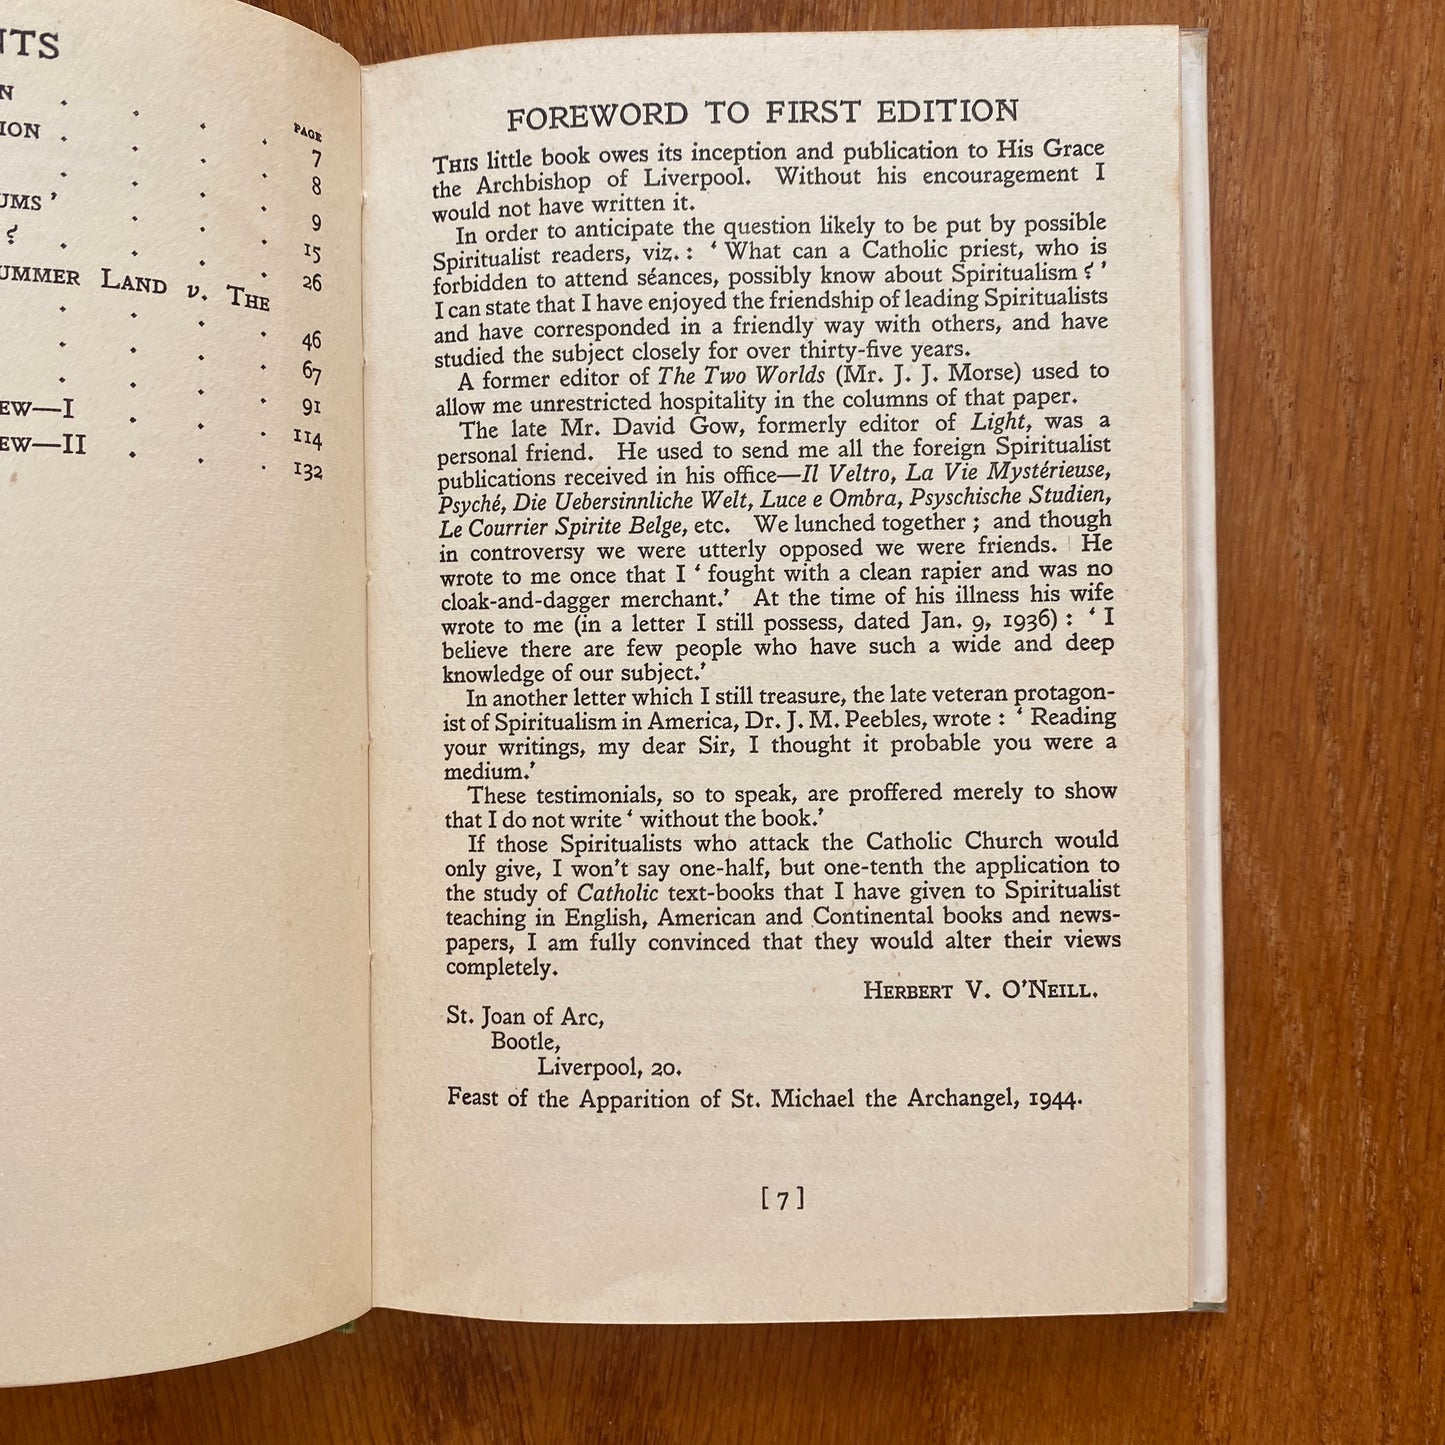 NTS
PAGE
N . . . . 7
ION . . . . 8
. . . . 9
UMS' . . . 15
? . . . . 26
UMMER LAND v. THE
. . . . 46
. . . . 67
. . . . 91
EW—I . . . 114
EW—II . . . 132
FOREWORD TO FIRST EDITION
THIS little book owes its inception and publication to His Grace
the Archbishop of Liverpool. Without his encouragement I
would not have written it.
In order to anticipate the question likely to be put by possible
Spiritualist readers, viz.: ‘What can a Catholic priest, who is
forbidden to attend séances, possibly know about Spiritualism?’
I can state that I have enjoyed the friendship of leading Spiritualists
and have corresponded in a friendly way with others, and have
studied the subject closely for over thirty-five years.
A former editor of The Two Worlds (Mr. J. J. Morse) used to
allow me unrestricted hospitality in the columns of that paper.
The late Mr. David Gow, formerly editor of Light, was a
personal friend. He used to send me all the foreign Spiritualist
publications received in his office—Il Veltro, La Vie Mystérieuse,
Psyché, Die Uebersinnliche Welt, Luce e Ombra, Psyschische Studien,
Le Courrier Spirite Belge, etc. We lunched together; and though
in controversy we were utterly opposed we were friends. He
wrote to me once that I ‘fought with a clean rapier and was no
cloak-and-dagger merchant.’ At the time of his illness his wife
wrote to me (in a letter I still possess, dated Jan. 9, 1936): ‘I
believe there are few people who have such a wide and deep
knowledge of our subject.’
In another letter which I still treasure, the late veteran protagon-
ist of Spiritualism in America, Dr. J. M. Peebles, wrote: ‘Reading
your writings, my dear Sir, I thought it probable you were a
medium.’
These testimonials, so to speak, are proffered merely to show
that I do not write ‘without the book.’
If those Spiritualists who attack the Catholic Church would
only give, I won't say one-half, but one-tenth the application to
the study of Catholic text-books that I have given to Spiritualist
teaching in English, American and Continental books and news-
papers, I am fully convinced that they would alter their views
completely.
HERBERT V. O'NEILL.
St. Joan of Arc,
Bootle,
Liverpool, 20.
Feast of the Apparition of St. Michael the Archangel, 1944.
[7]